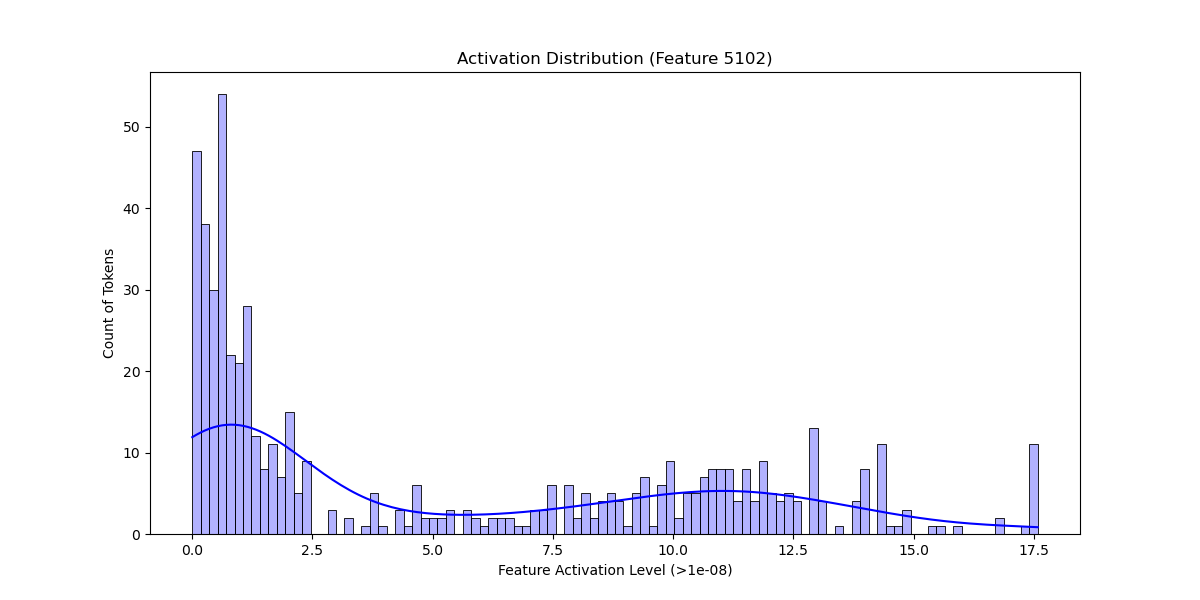 Activation Distribution (Feature 5102)
50
40
30
20
10
0
Count of Tokens
0.0 2.5 5.0 7.5 10.0 12.5 15.0 17.5
Feature Activation Level (>1e-08)